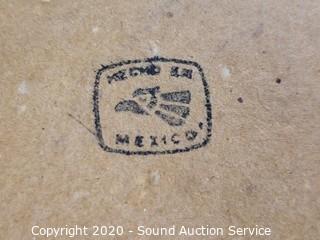 HECHO EN
MEXICO
Copyright 2020 - Sound Auction Service